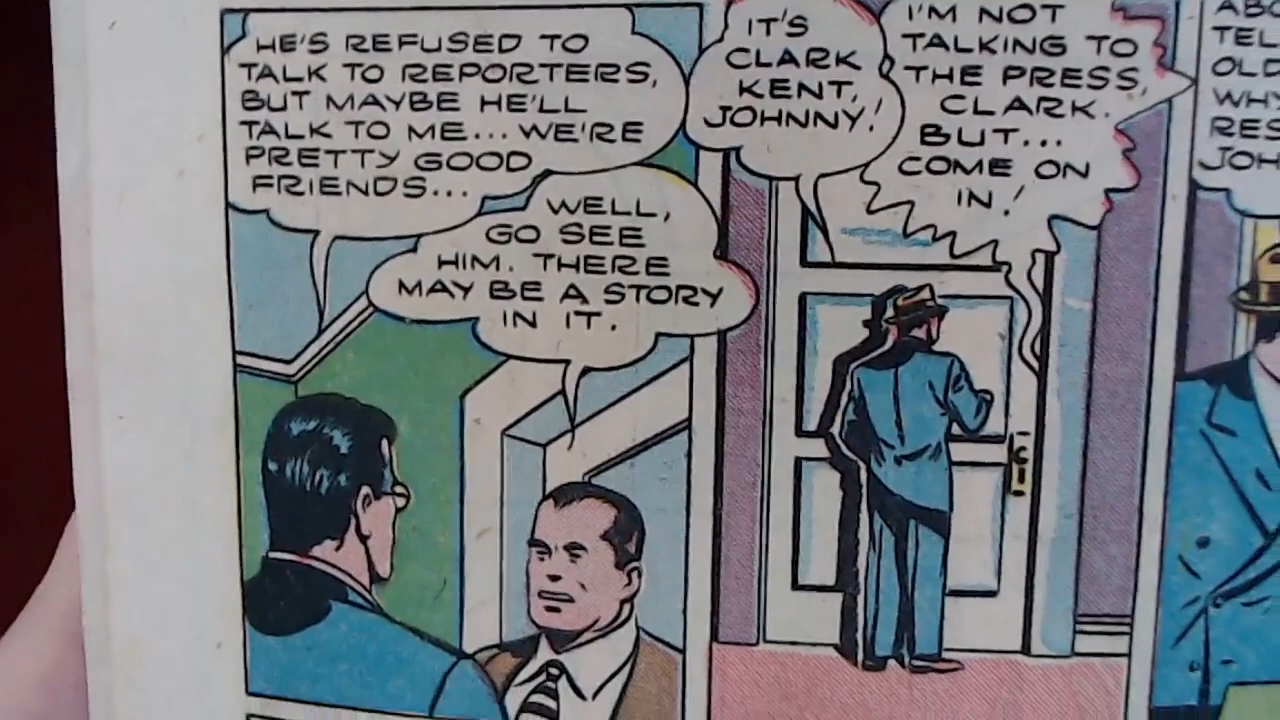 HE'S REFUSED TO
TALK TO REPORTERS,
BUT MAYBE HE'LL
TALK TO ME... WE'RE
PRETTY GOOD
FRIENDS...
WELL,
GO SEE
HIM. THERE
MAY BE A STORY
IN IT.
IT'S
CLARK
KENT,
JOHNNY!
I'M NOT
TALKING TO
THE PRESS,
CLARK.
BUT...
COME ON
IN!
OLD
WHY